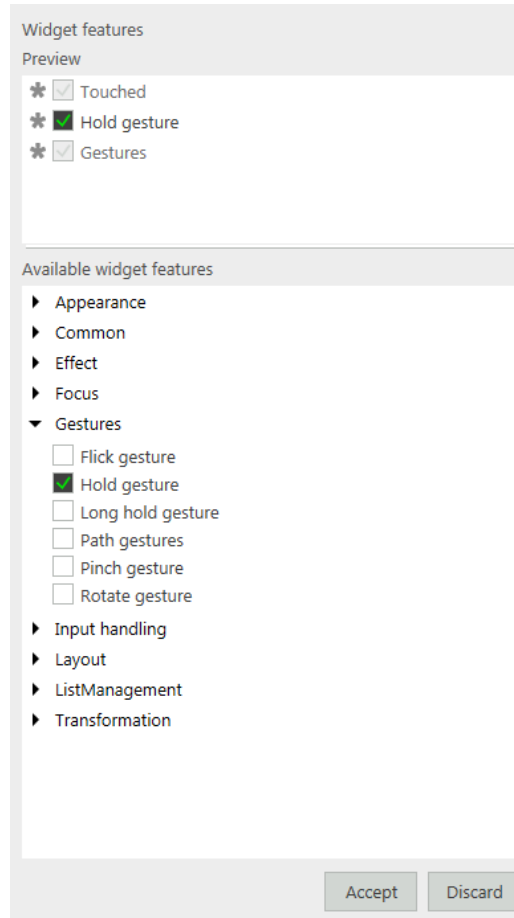 Widget features
Preview
Touched
Hold gesture
Gestures
Available widget features
Appearance
Common
Effect
Focus
Gestures
Flick gesture
Hold gesture
Long hold gesture
Path gestures
Pinch gesture
Rotate gesture
Input handling
Layout
ListManagement
Transformation
Accept Discard